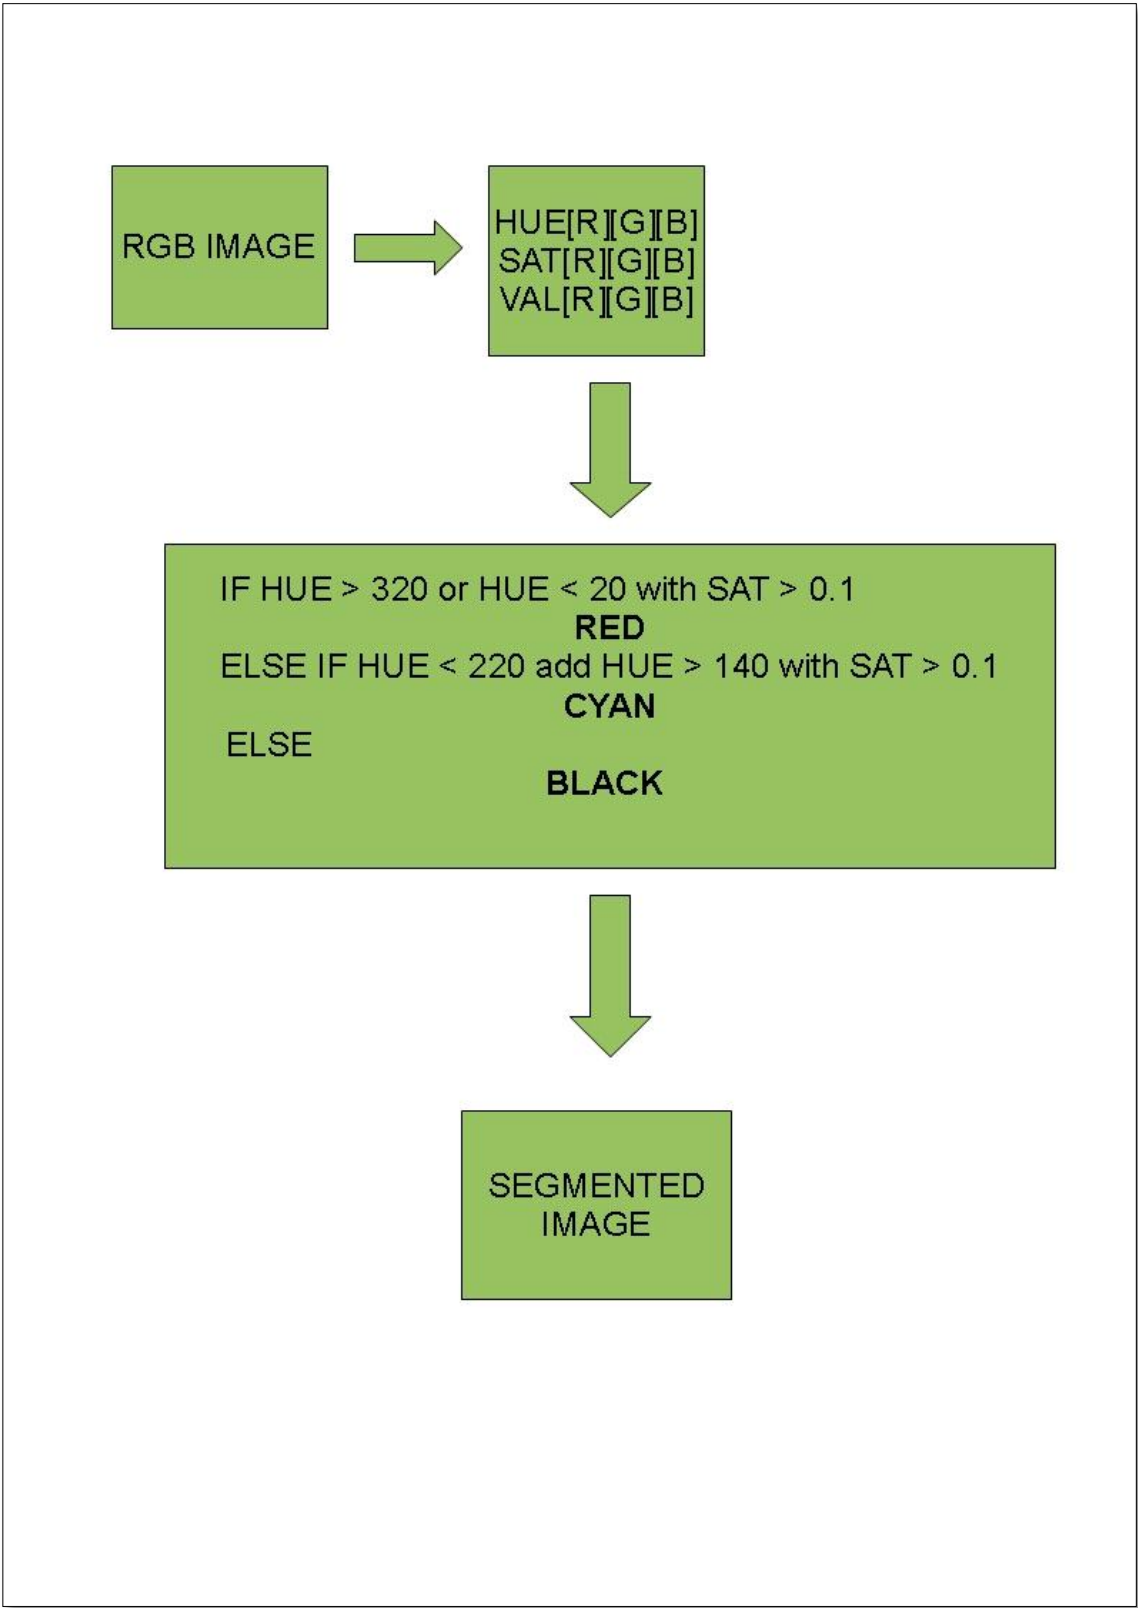 RGB IMAGE
HUE[R][G][B]
SAT[R][G][B]
VAL[R][G][B]
IF HUE > 320 or HUE < 20 with SAT > 0.1
RED
ELSE IF HUE < 220 add HUE > 140 with SAT > 0.1
CYAN
ELSE
BLACK
SEGMENTED
IMAGE